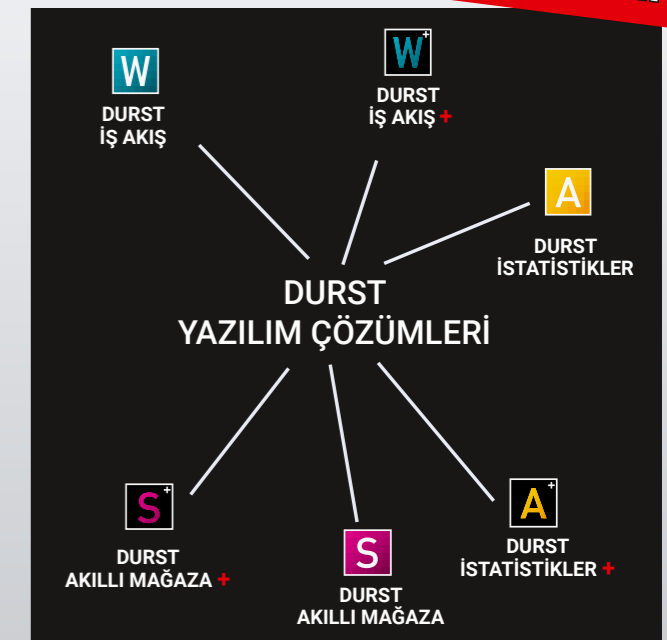 W
DURST
İŞ AKIŞ
W+
DURST
İŞ AKIŞ +
A
DURST
İSTATİSTİKLER
DURST
YAZILIM ÇÖZÜMLERİ
S+
DURST
AKILLI MAĞAZA +
S
DURST
AKILLI MAĞAZA
A+
DURST
İSTATİSTİKLER +